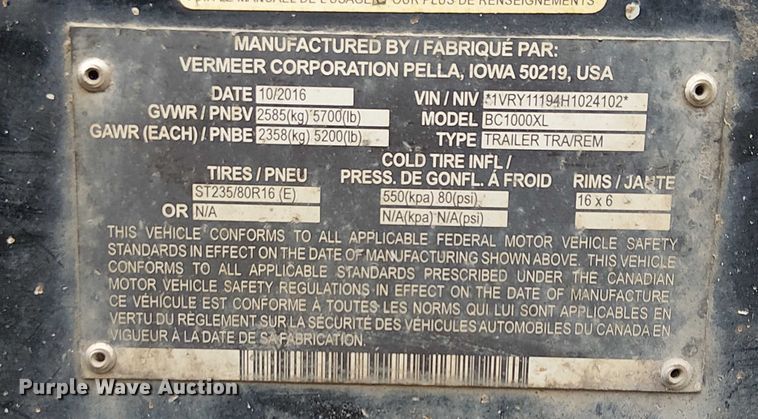 MANUFACTURED BY / FABRIQUÉ PAR:
VERMEER CORPORATION PELLA, IOWA 50219, USA
DATE 10/2016 VIN / NIV *1VRY11194H1024102*
GVWR / PNBV 2585(kg) 5700(lb) MODEL BC1000XL
GAWR (EACH) / PNBE 2358(kg) 5200(lb) TYPE TRAILER TRA/REM
TIRES / PNEU COLD TIRE INFL / PRESS. DE GONFL. Á FROID RIMS / JANTE
ST235/80R16 (E) 550(kpa) 80(psi) 16 x 6
OR N/A N/A(kpa) N/A(psi)
THIS VEHICLE CONFORMS TO ALL APPLICABLE FEDERAL MOTOR VEHICLE SAFETY
STANDARDS IN EFFECT ON THE DATE OF MANUFACTURING SHOWN ABOVE. THIS VEHICLE
CONFORMS TO ALL APPLICABLE STANDARDS PRESCRIBED UNDER THE CANADIAN
MOTOR VEHICLE SAFETY REGULATIONS IN EFFECT ON THE DATE OF MANUFACTURE
CE VÉHICULE EST CONFORME À TOUTES LES NORMS QUI LUI SONT APPLICABLES EN
VERTU DU RÉGLEMENT SUR LA SÉCURITÉ DES VÉHICULES AUTOMOBILES DU CANADA EN
VIGUEUR À LA DATE DE SA FABRICATION.
Purple Wave Auction